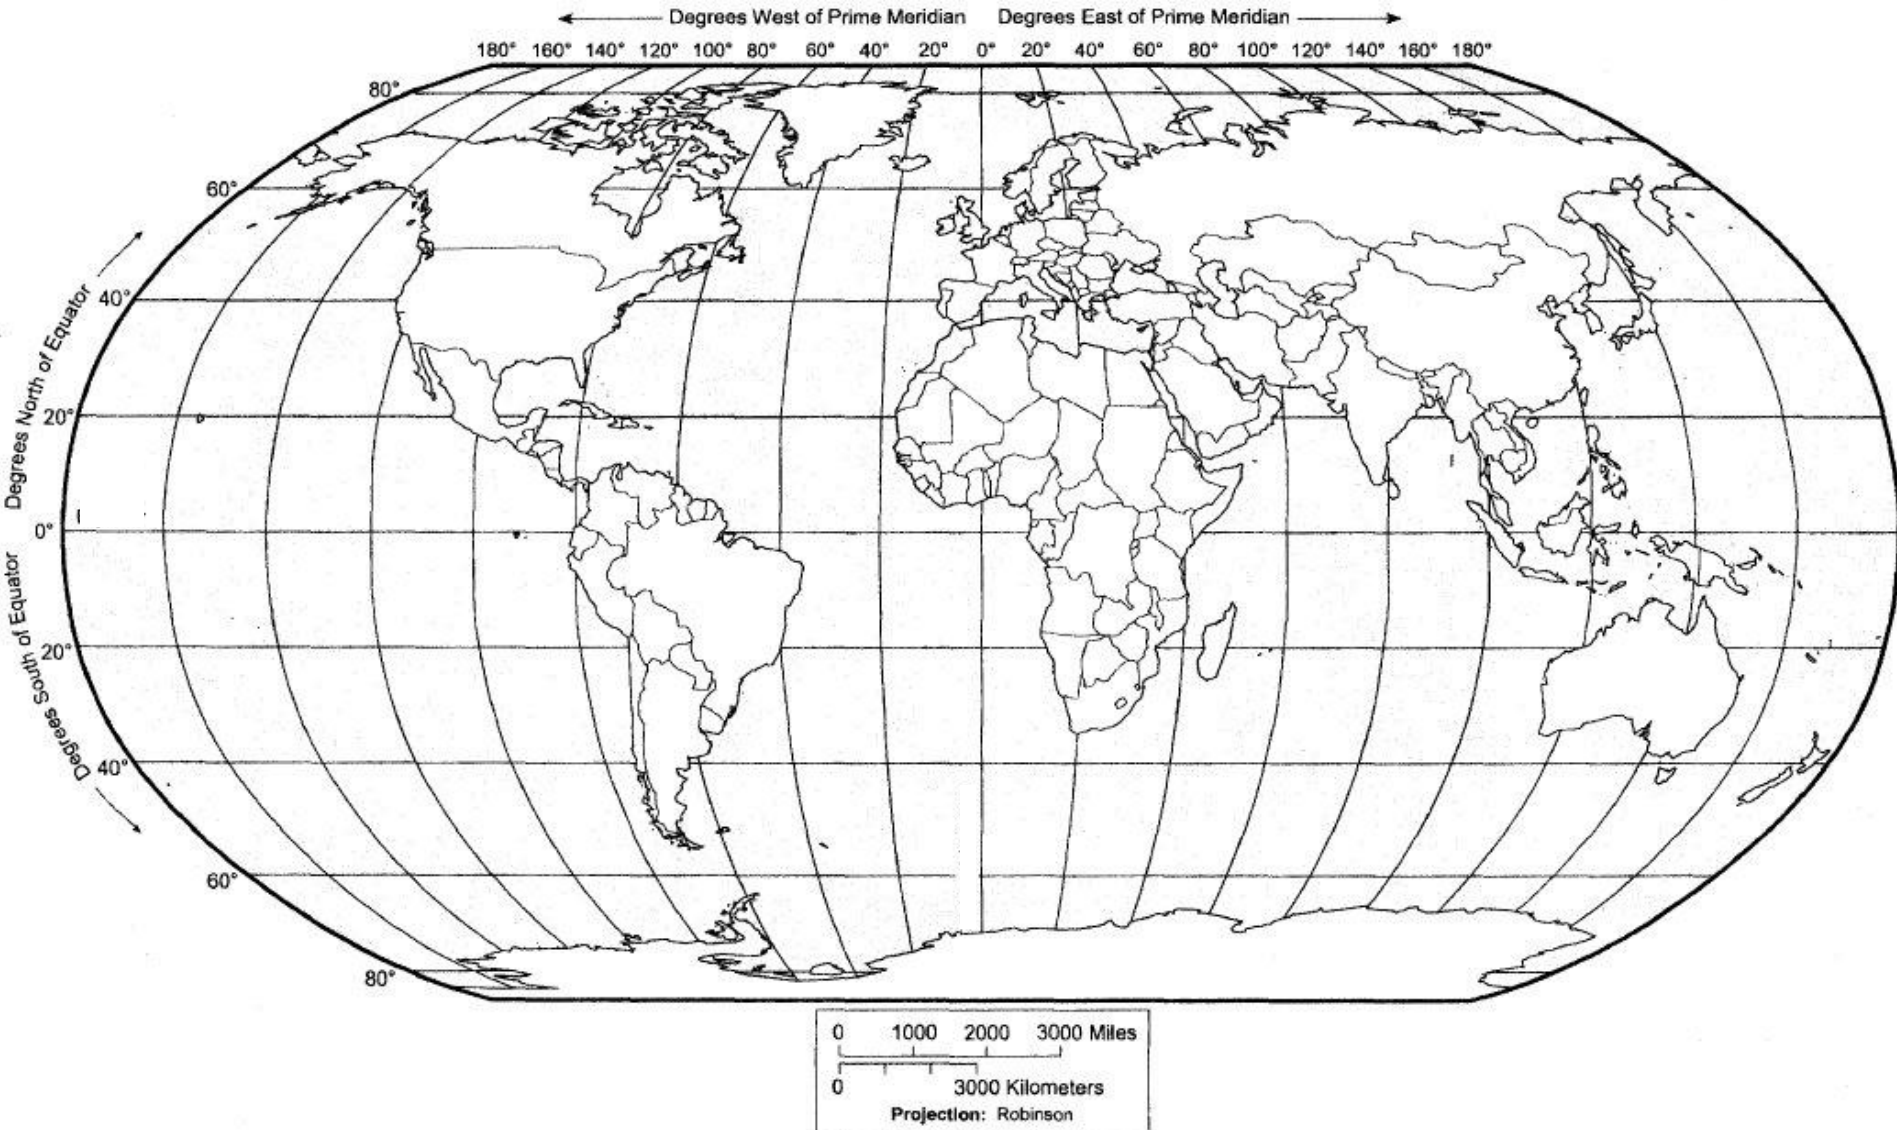 Degrees West of Prime Meridian Degrees East of Prime Meridian
180° 160° 140° 120° 100° 80° 60° 40° 20° 0° 20° 40° 60° 80° 100° 120° 140° 160° 180°
80°
60°
40°
20°
0°
20°
40°
60°
80°
Degrees North of Equator
Degrees South of Equator
0 1000 2000 3000 Miles
0 3000 Kilometers
Projection: Robinson